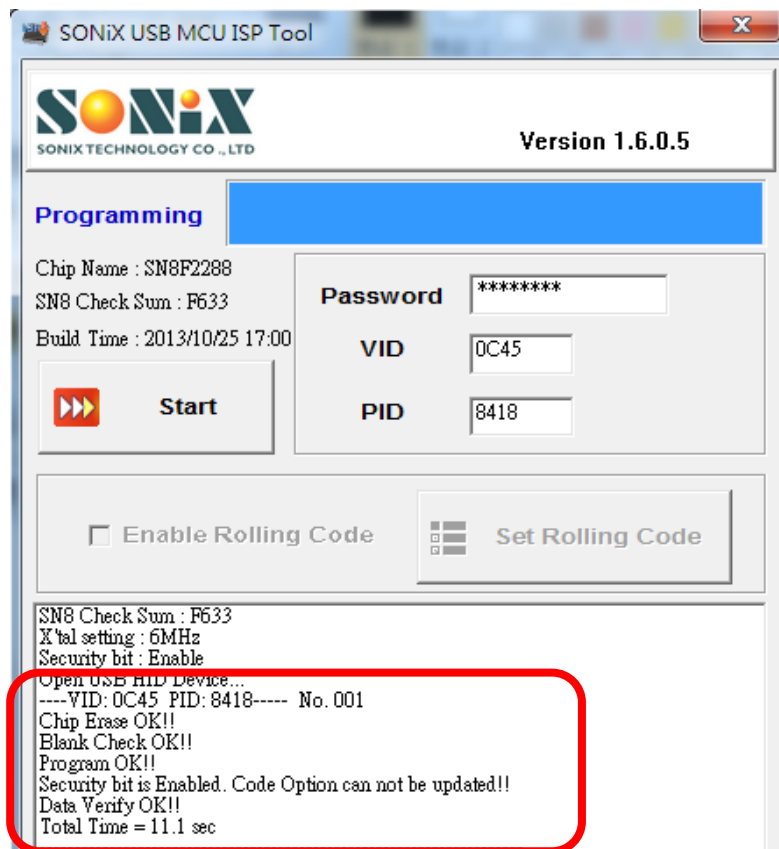 SONiX USB MCU ISP Tool
SONiX
SONIX TECHNOLOGY CO., LTD
Version 1.6.0.5
Programming
Chip Name : SN8F2288
SN8 Check Sum : F633
Build Time : 2013/10/25 17:00
Password ********
VID 0C45
PID 8418
Start
Enable Rolling Code
Set Rolling Code
SN8 Check Sum : F633
X'tal setting : 6MHz
Security bit : Enable
Open USB HID Device...
----VID: 0C45 PID: 8418----- No. 001
Chip Erase OK!!
Blank Check OK!!
Program OK!!
Security bit is Enabled. Code Option can not be updated!!
Data Verify OK!!
Total Time = 11.1 sec